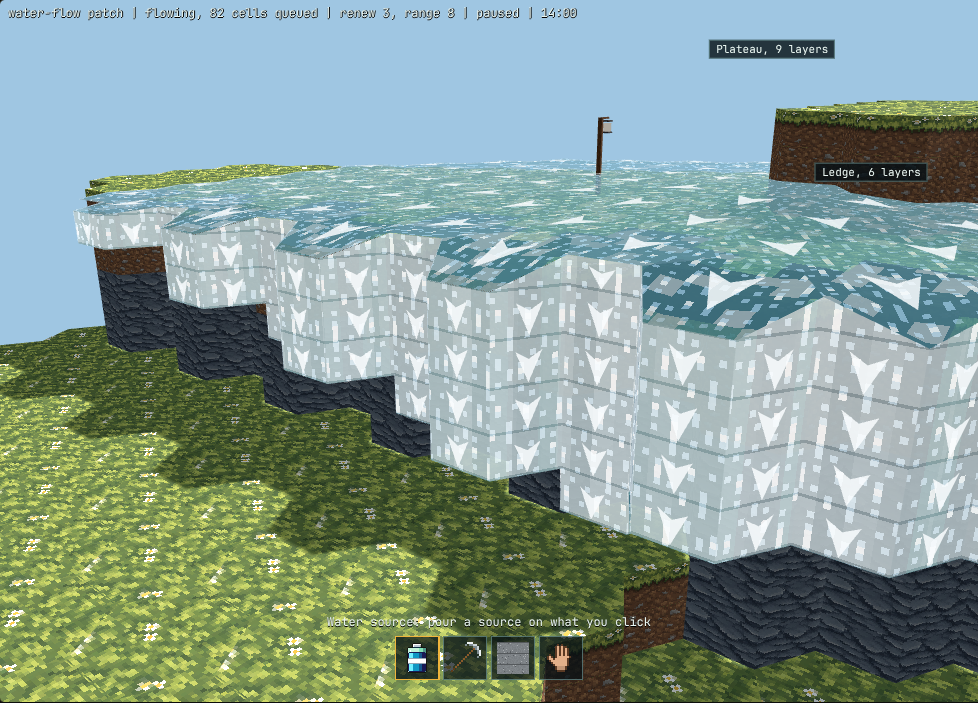 water-flow patch | flowing, 82 cells queued | renew 3, range 8 | paused | 14:00
Plateau, 9 layers
Ledge, 6 layers
Water source: pour a source on what you click